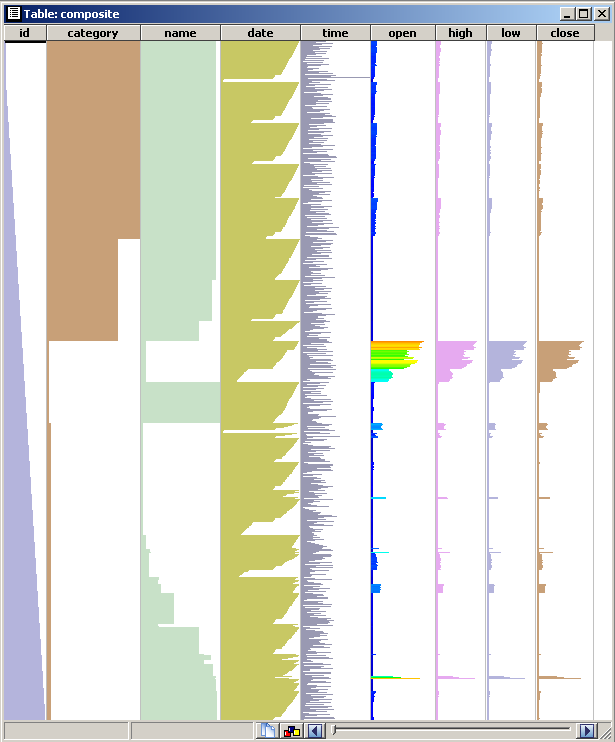 Table: composite
id category name date time open high low close